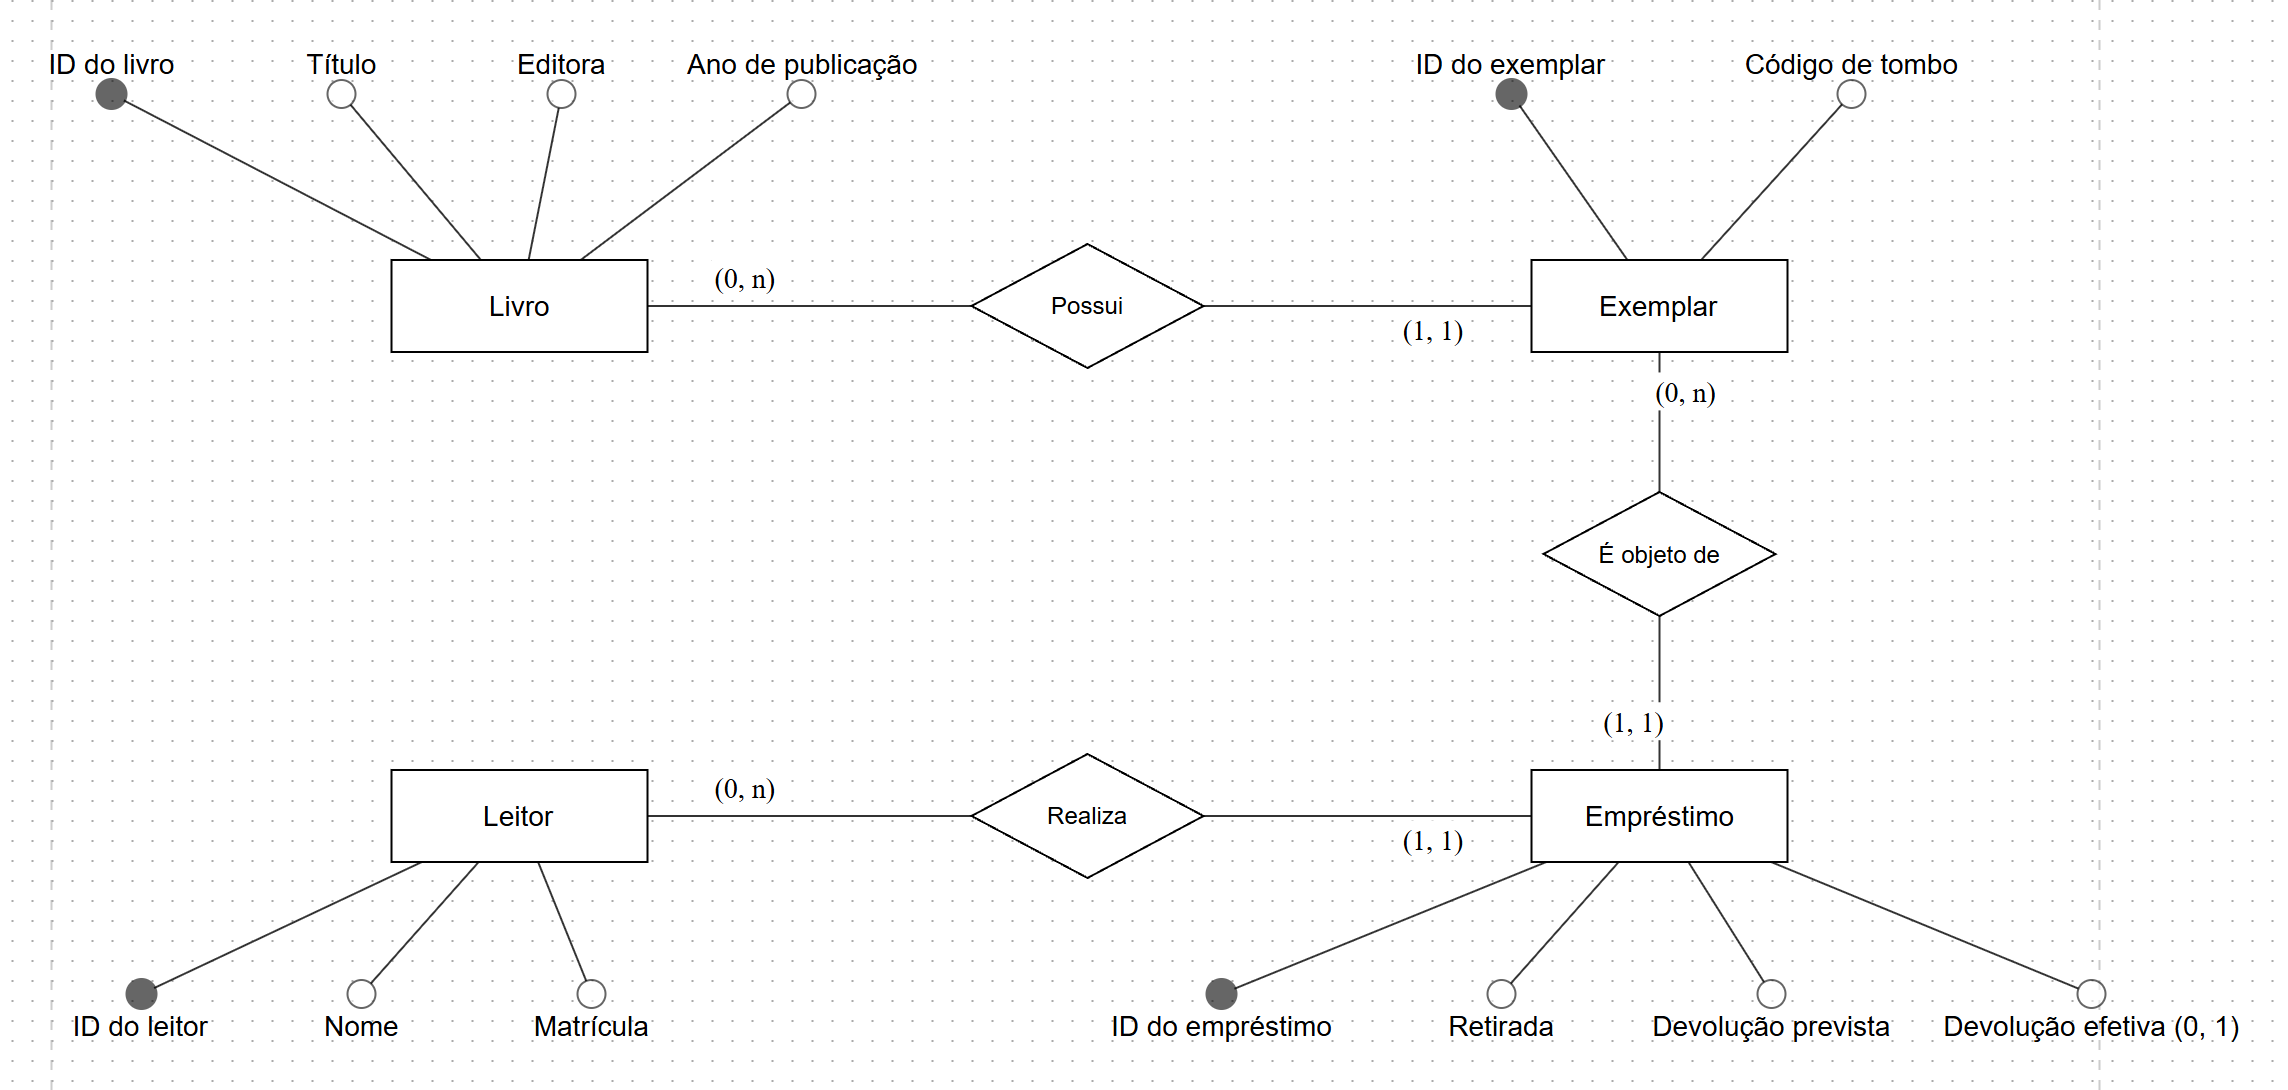 ID do livro
Título
Editora
Ano de publicação
ID do exemplar
Código de tombo
Livro
(0, n)
Possui
(1, 1)
Exemplar
(0, n)
É objeto de
(1, 1)
Leitor
(0, n)
Realiza
(1, 1)
Empréstimo
ID do leitor
Nome
Matrícula
ID do empréstimo
Retirada
Devolução prevista
Devolução efetiva (0, 1)